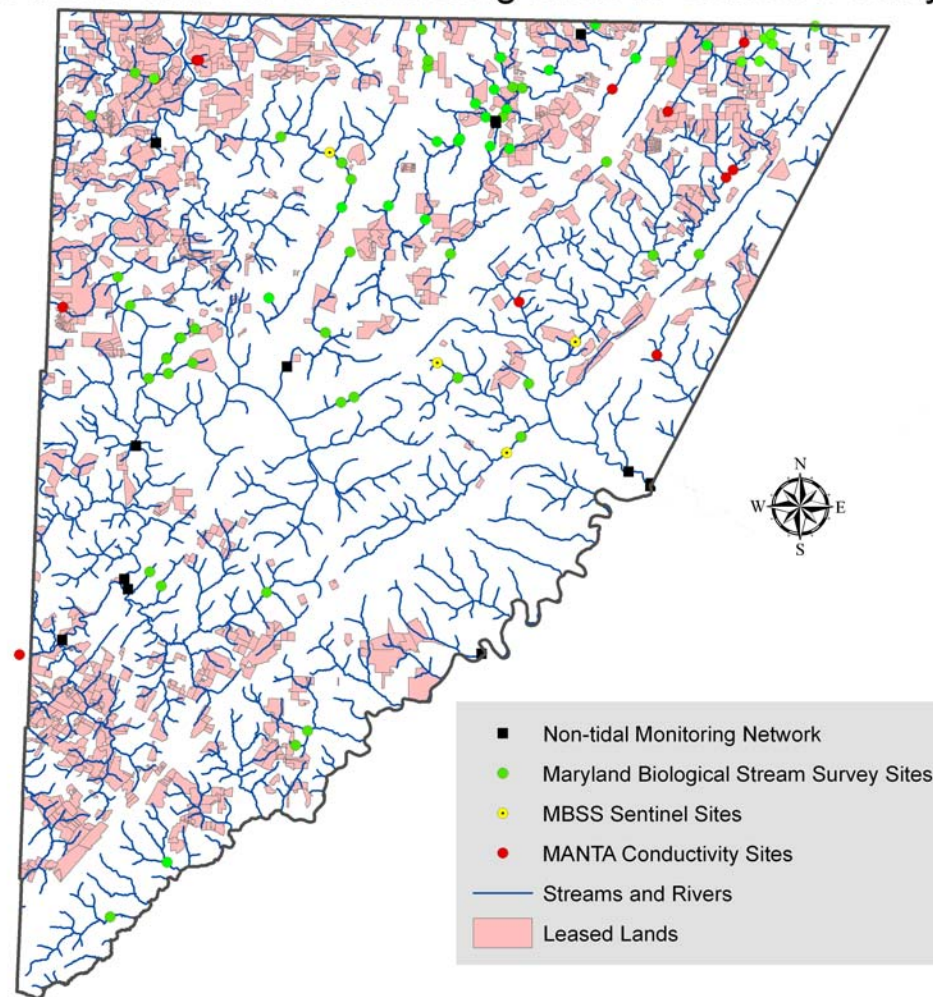 N
W E
S
Non-tidal Monitoring Network
Maryland Biological Stream Survey Sites
MBSS Sentinel Sites
MANTA Conductivity Sites
Streams and Rivers
Leased Lands